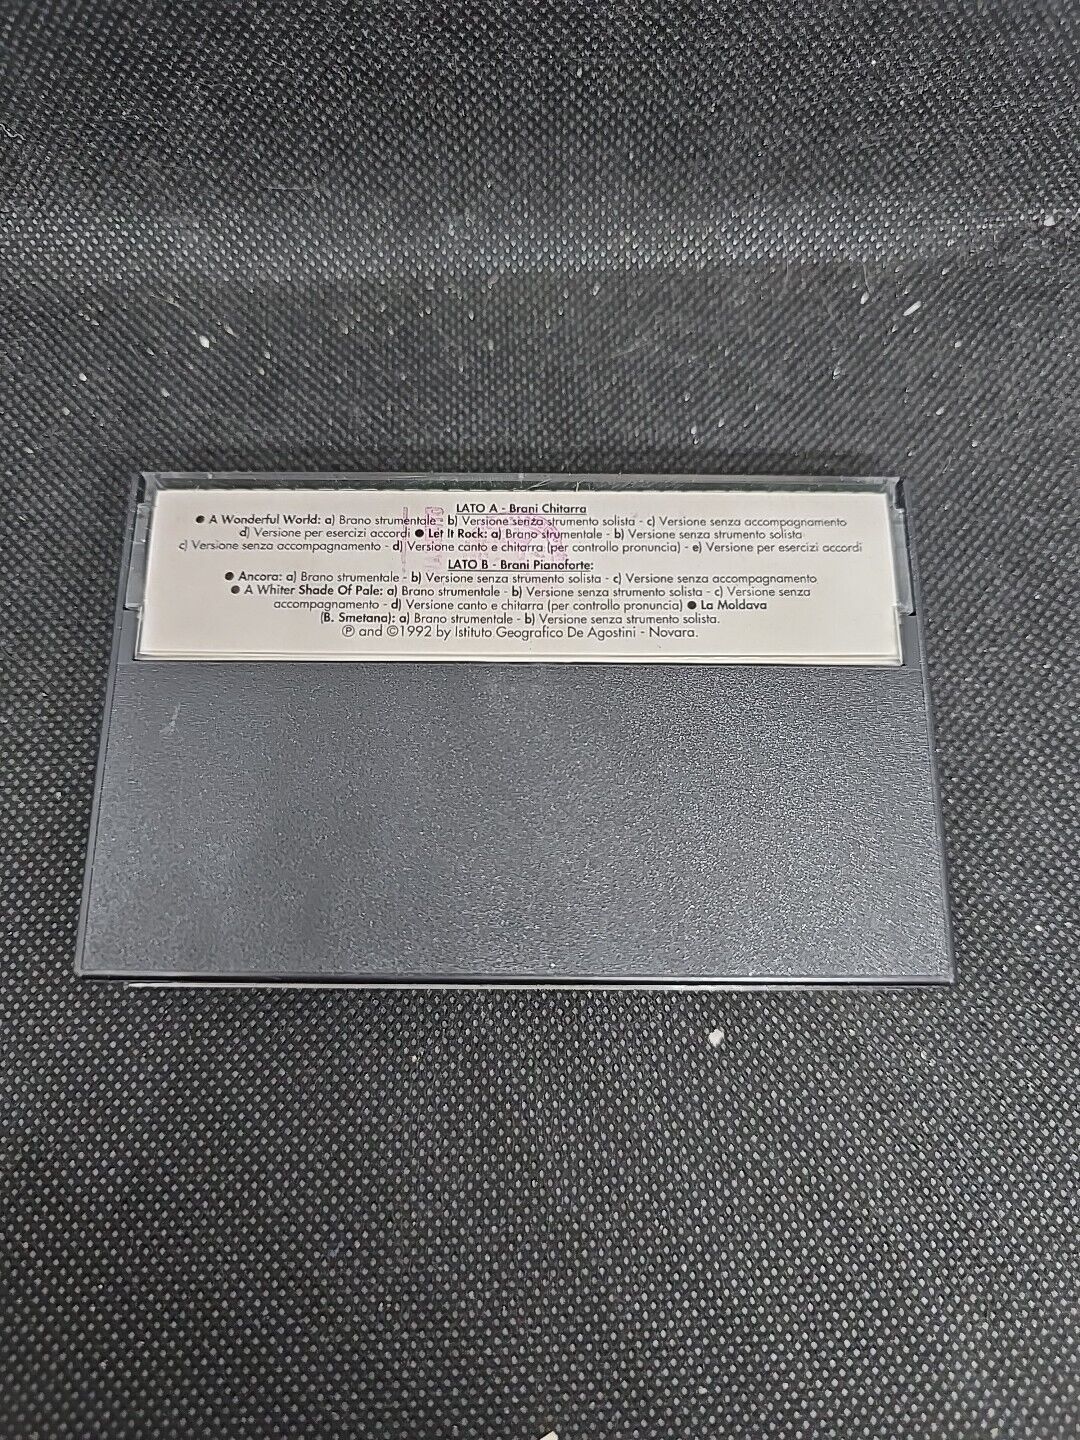 LATO A - Brani Chitarra
● A Wonderful World: a) Brano strumentale - b) Versione senza strumento solista - c) Versione senza accompagnamento
d) Versione per esercizi accordi ● Let It Rock: a) Brano strumentale - b) Versione senza strumento solista
c) Versione senza accompagnamento - d) Versione canto e chitarra (per controllo pronuncia) - e) Versione per esercizi accordi
LATO B - Brani Pianoforte:
● Ancora: a) Brano strumentale - b) Versione senza strumento solista - c) Versione senza accompagnamento
● A Whiter Shade Of Pale: a) Brano strumentale - b) Versione senza strumento solista - c) Versione senza
accompagnamento - d) Versione canto e chitarra (per controllo pronuncia) ● La Moldava
(B. Smetana): a) Brano strumentale - b) Versione senza strumento solista.
℗ and ©1992 by Istituto Geografico De Agostini - Novara.